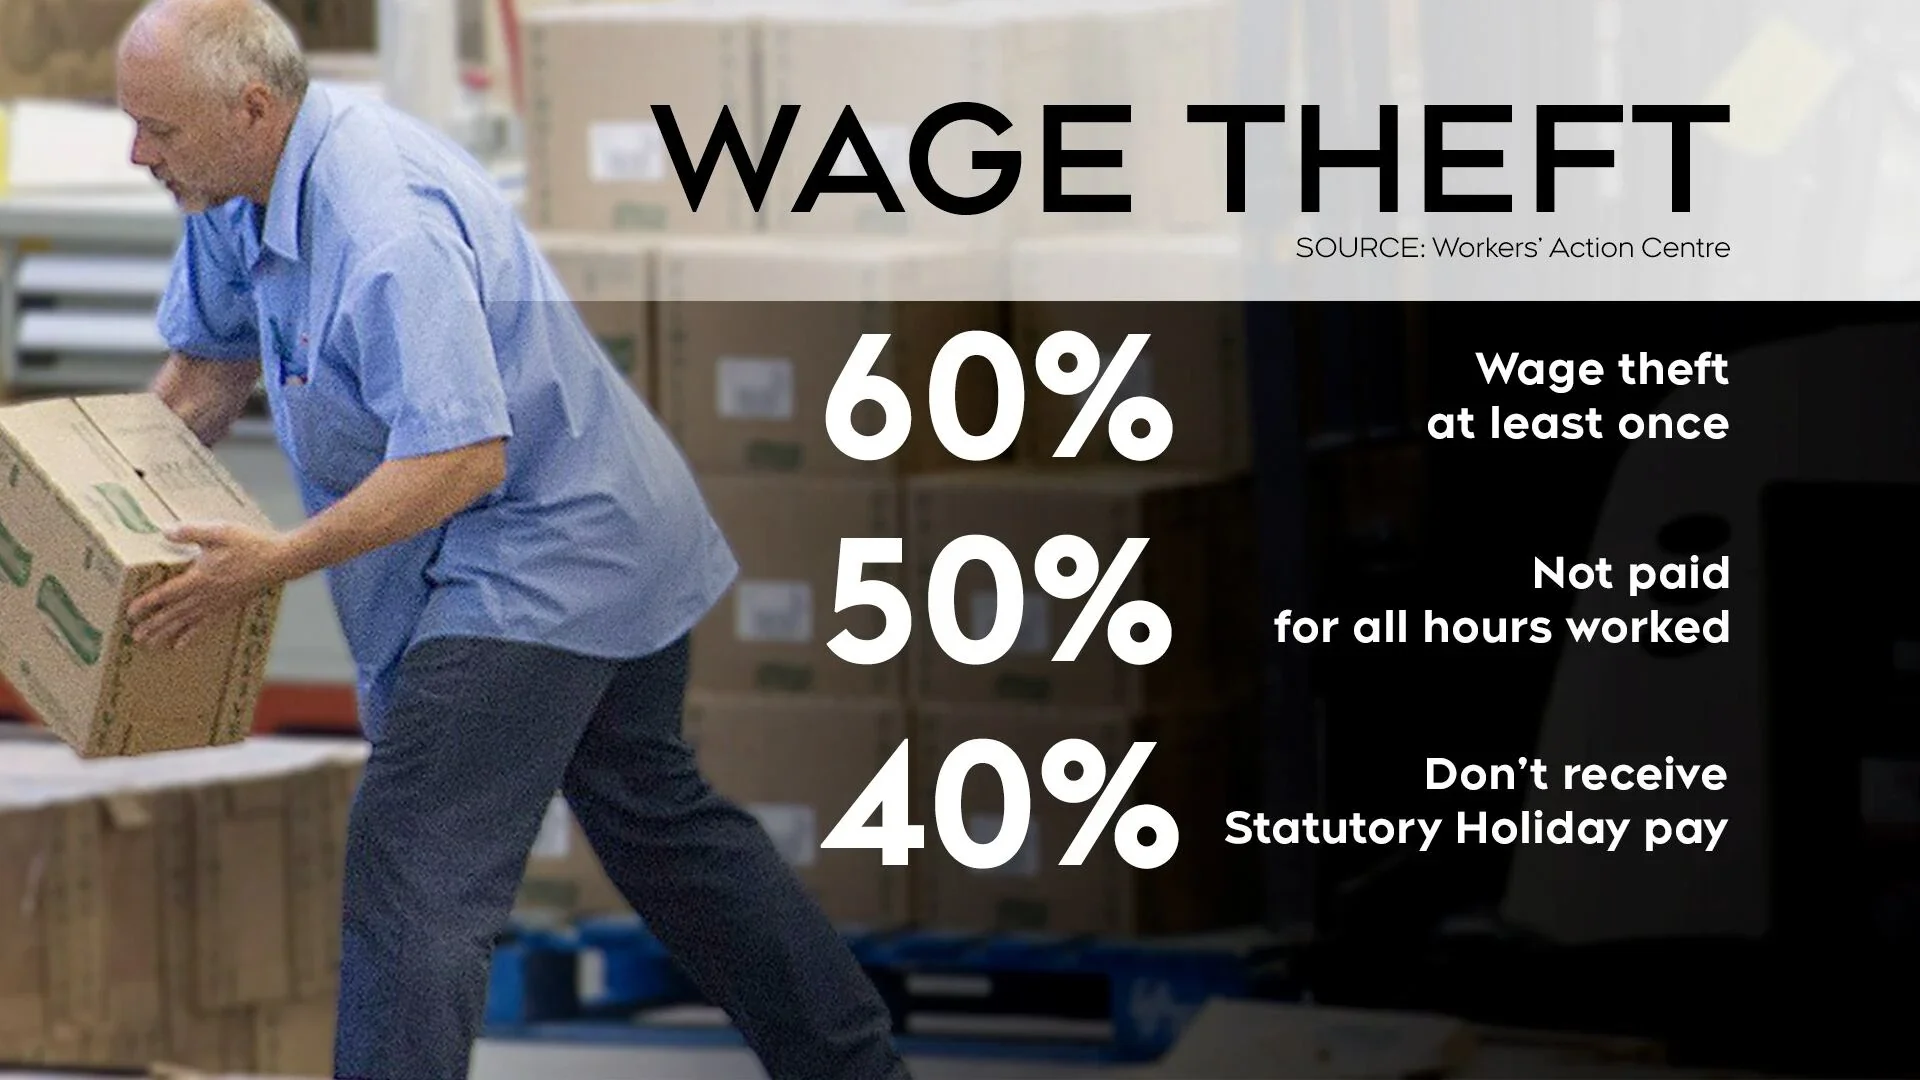 WAGE THEFT
SOURCE: Workers' Action Centre
60%
Wage theft
at least once
50%
Not paid
for all hours worked
40%
Don't receive
Statutory Holiday pay